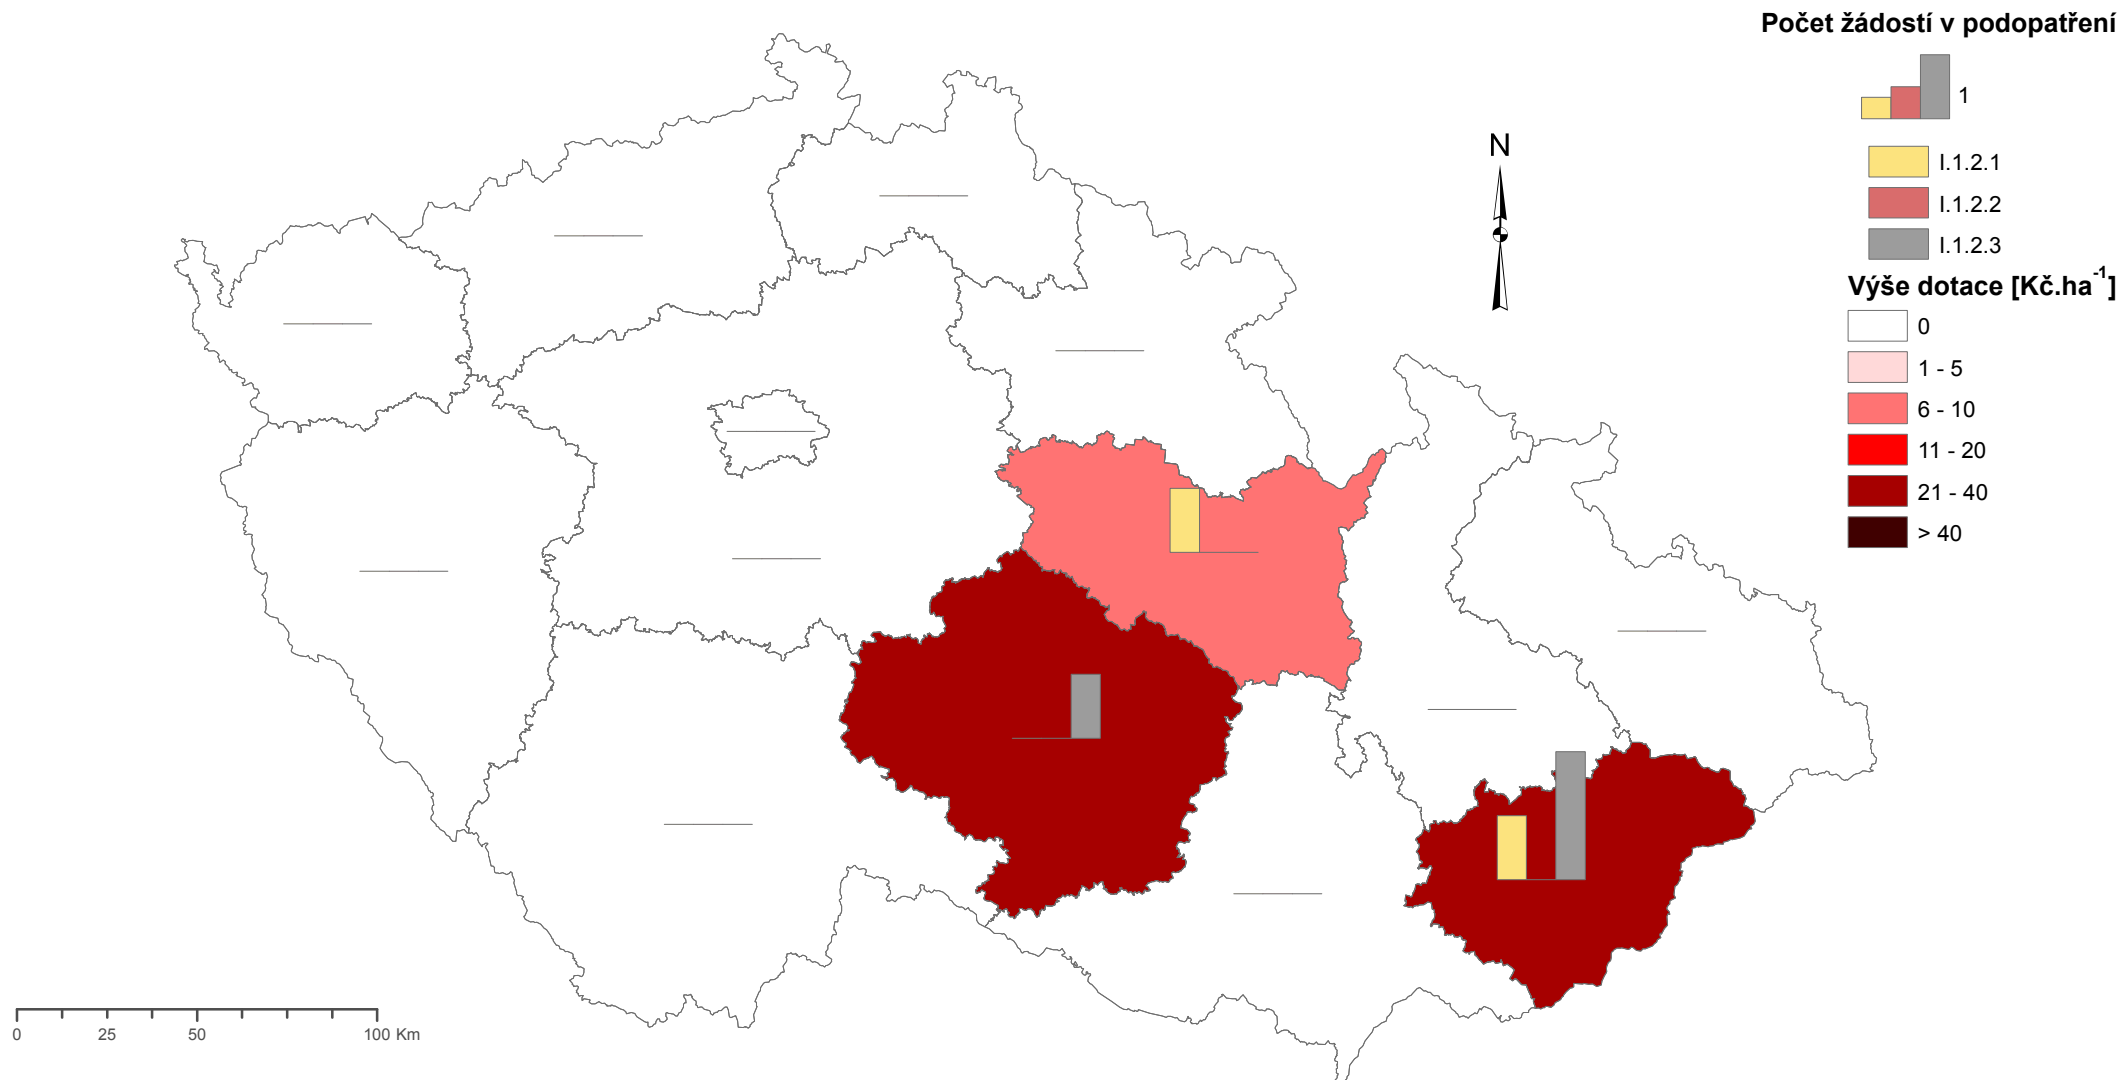 Počet žádostí v podopatření
1
I.1.2.1
I.1.2.2
I.1.2.3
Výše dotace [Kč.ha⁻¹]
0
1 - 5
6 - 10
11 - 20
21 - 40
> 40
N
0 25 50 100 Km